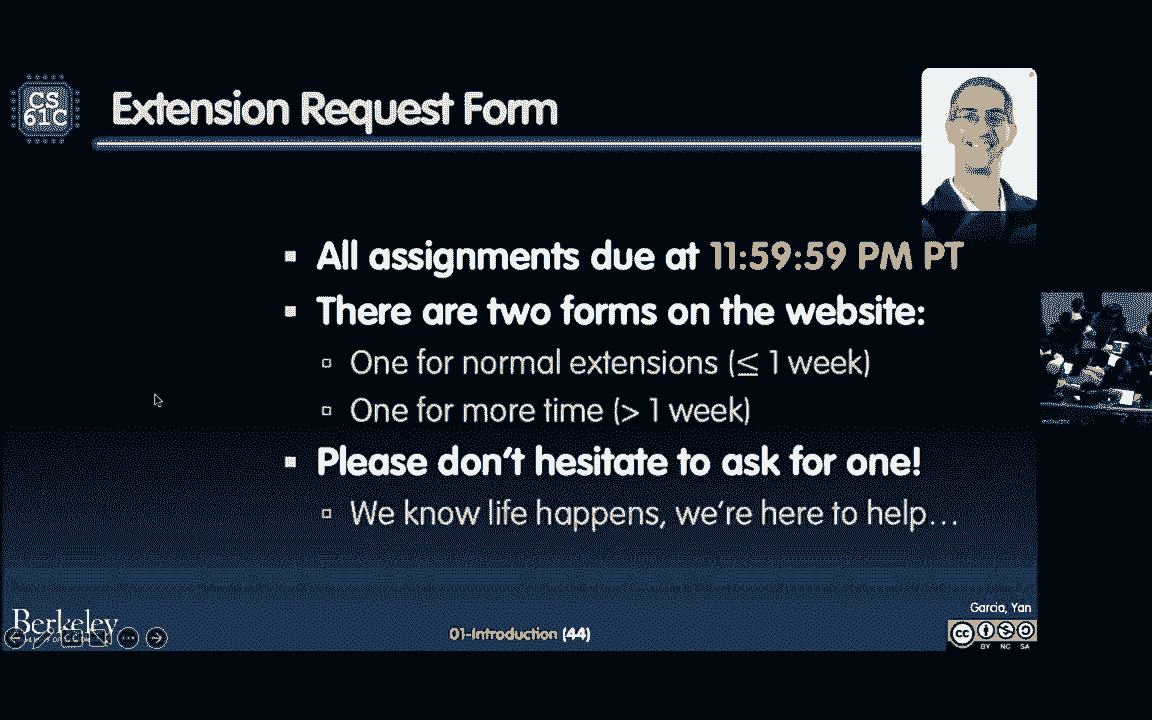 CS
61C
Extension Request Form
All assignments due at 11:59:59 PM PT
There are two forms on the website:
One for normal extensions (≤ 1 week)
One for more time (> 1 week)
Please don't hesitate to ask for one!
We know life happens, we're here to help…
Berkeley
Garcia, Yan
01-Introduction (44)
cc
BY NC SA